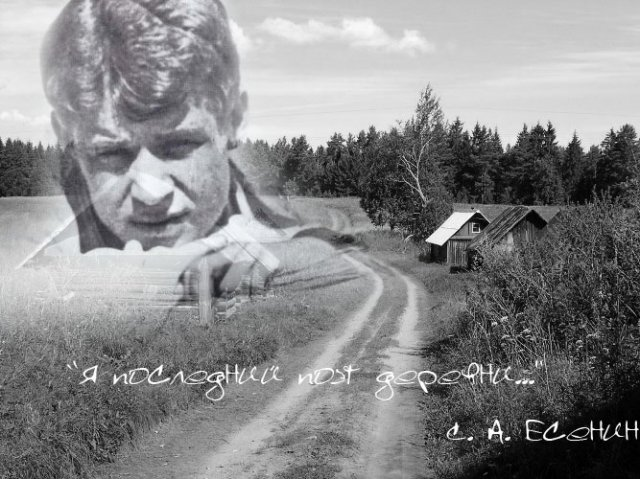 "Я последний поэт деревни..."
С. А. ЕСЕНИН